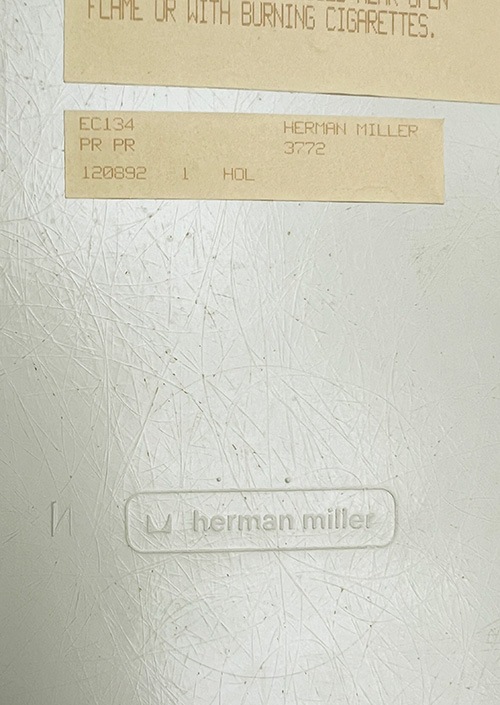 FLAME OR WITH BURNING CIGARETTES.
EC134 HERMAN MILLER
PR PR 3772
120892 1 HOL
herman miller